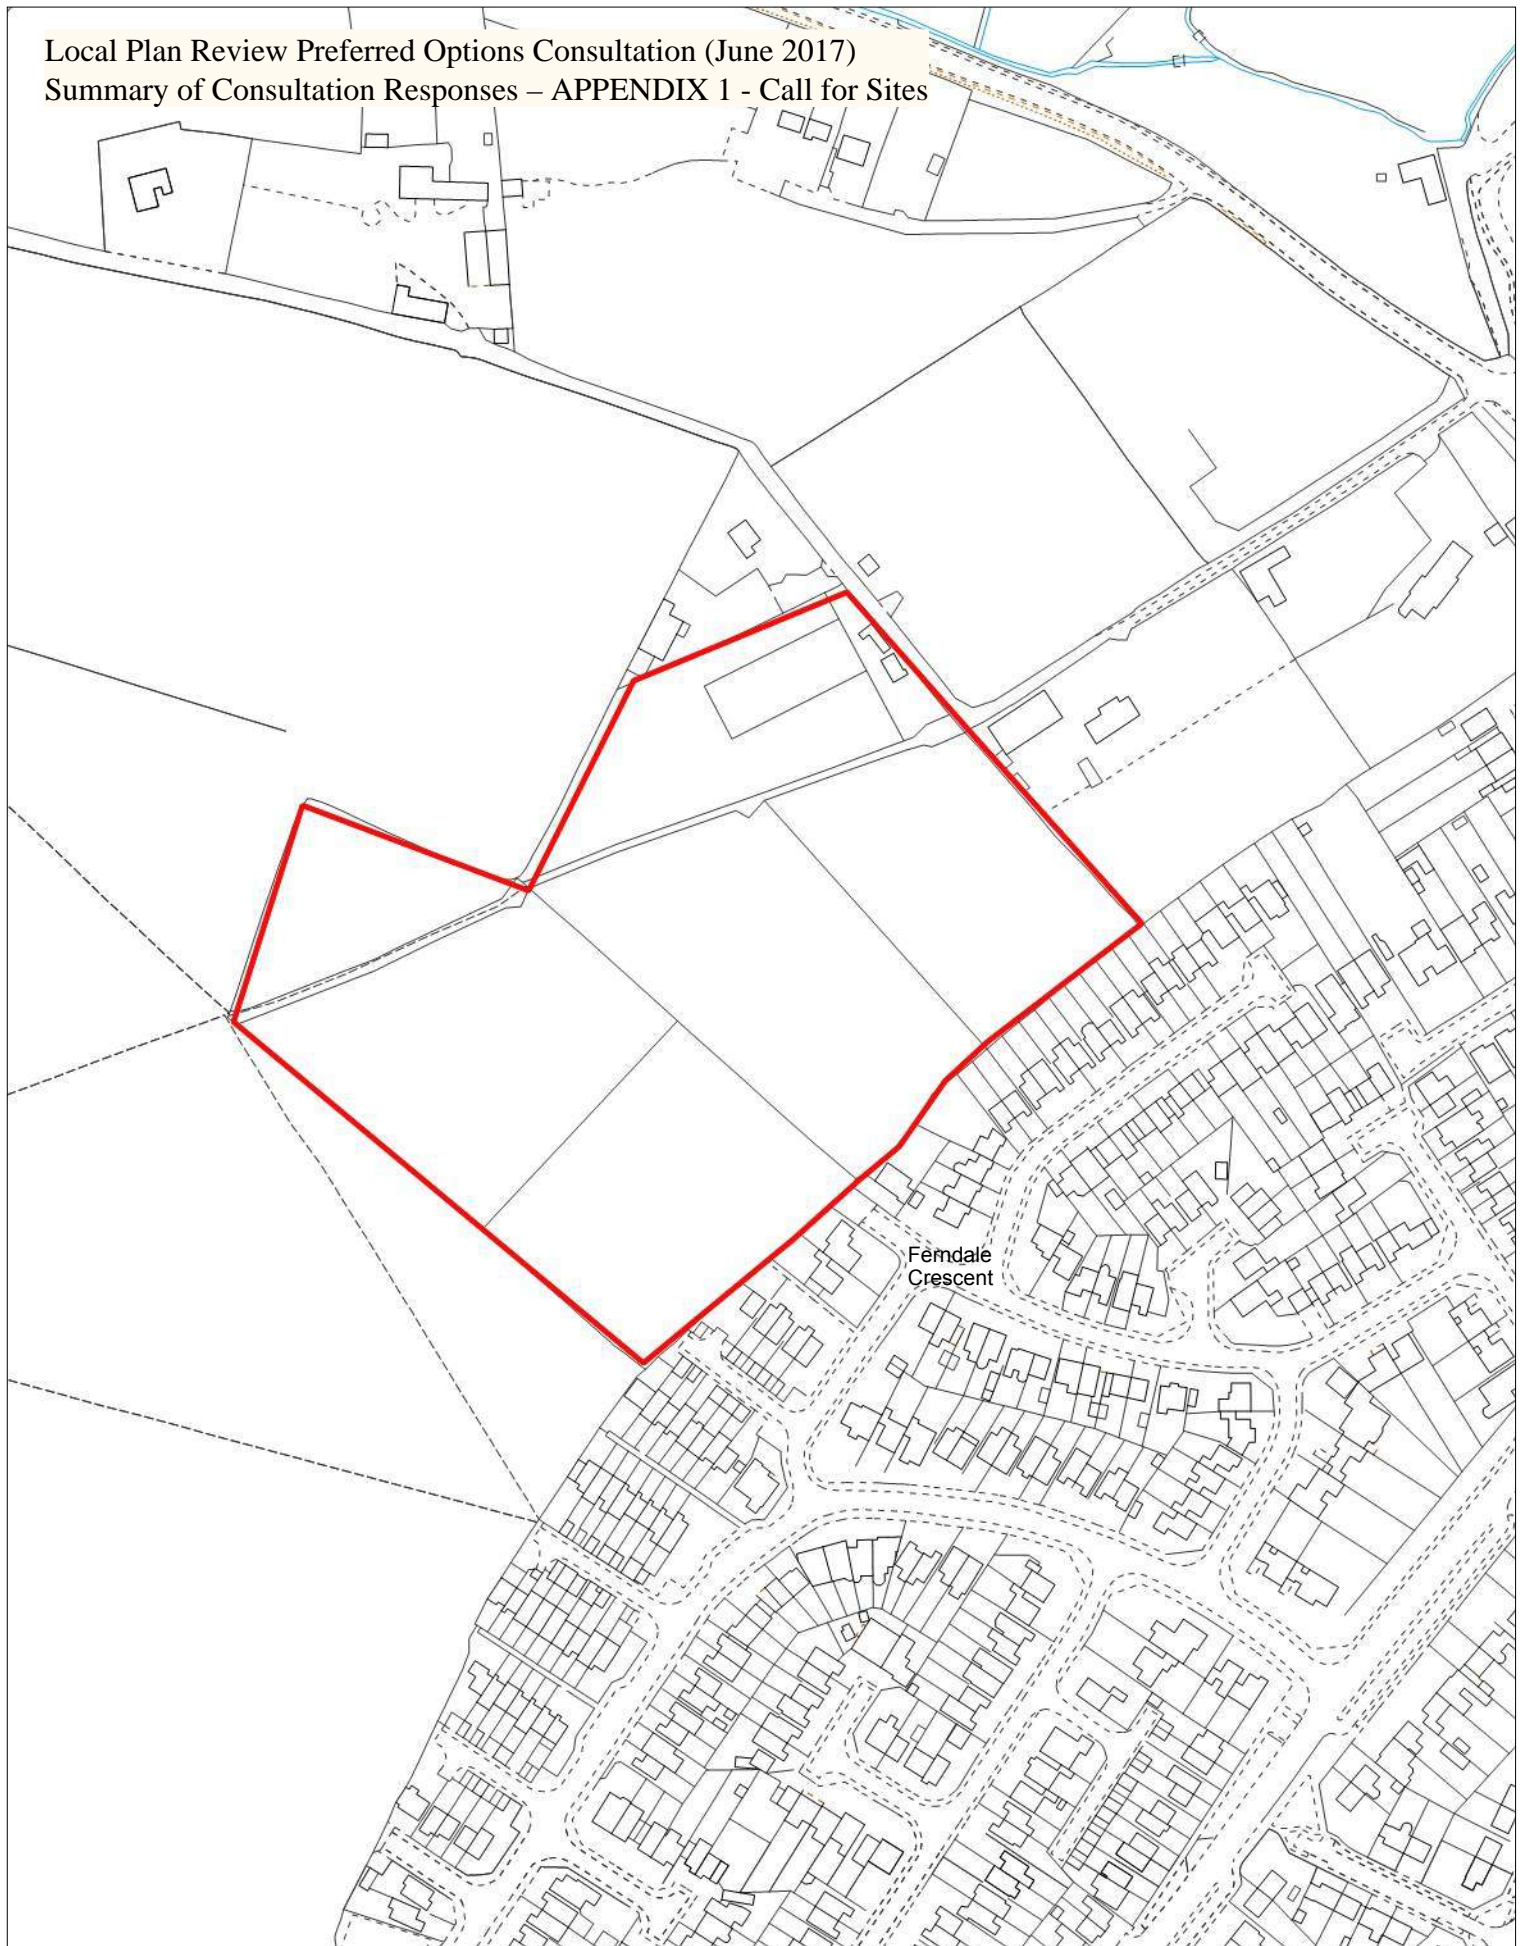 Local Plan Review Preferred Options Consultation (June 2017)
Summary of Consultation Responses – APPENDIX 1 - Call for Sites
Ferndale
Crescent